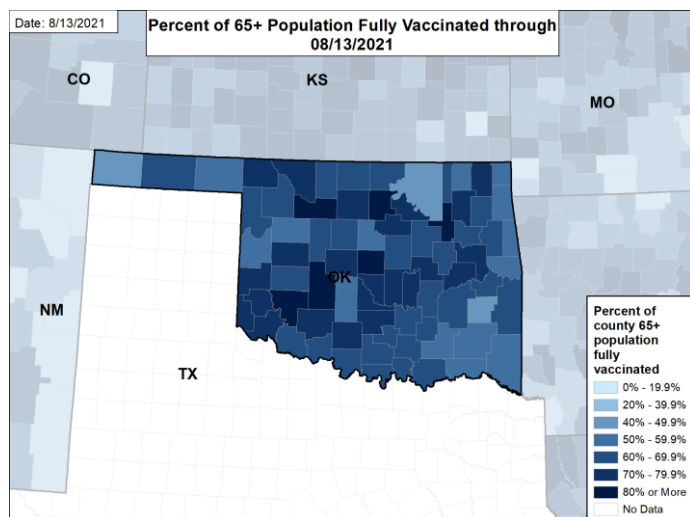 Date: 8/13/2021
Percent of 65+ Population Fully Vaccinated through
08/13/2021
CO
KS
MO
NM
OK
TX
Percent of
county 65+
population
fully
vaccinated
0% - 19.9%
20% - 39.9%
40% - 49.9%
50% - 59.9%
60% - 69.9%
70% - 79.9%
80% or More
No Data